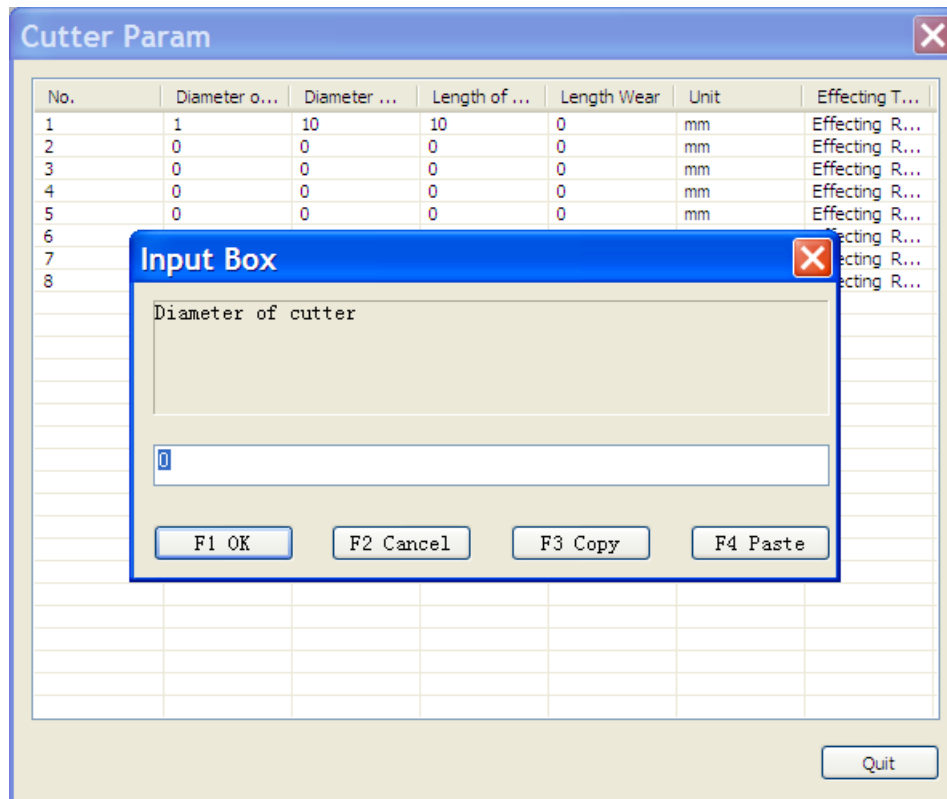 Cutter Param
No. Diameter o... Diameter ... Length of ... Length Wear Unit Effecting T...
1 1 10 10 0 mm Effecting R...
2 0 0 0 0 mm Effecting R...
3 0 0 0 0 mm Effecting R...
4 0 0 0 0 mm Effecting R...
5 0 0 0 0 mm Effecting R...
6 ecting R...
7 ecting R...
8 ecting R...
Input Box
Diameter of cutter
0
F1 OK F2 Cancel F3 Copy F4 Paste
Quit